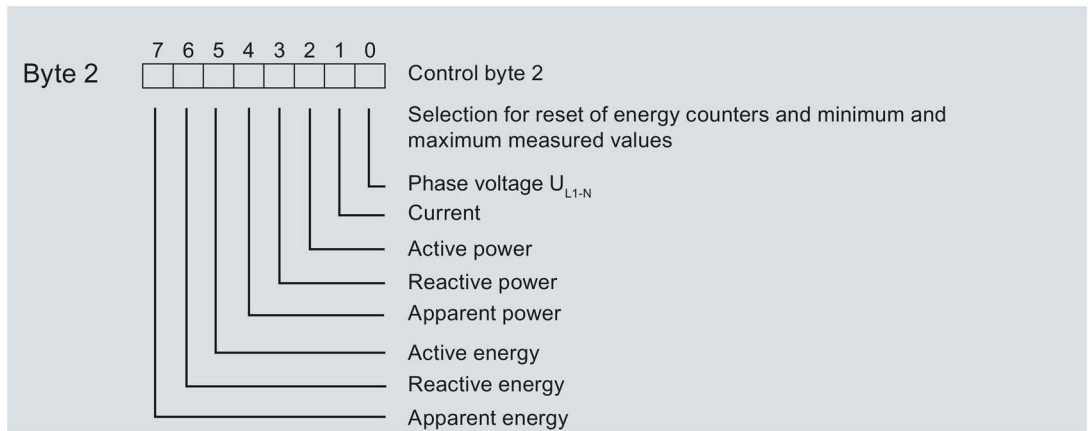 7 6 5 4 3 2 1 0
Byte 2 Control byte 2
Selection for reset of energy counters and minimum and
maximum measured values
Phase voltage U L1-N
Current
Active power
Reactive power
Apparent power
Active energy
Reactive energy
Apparent energy